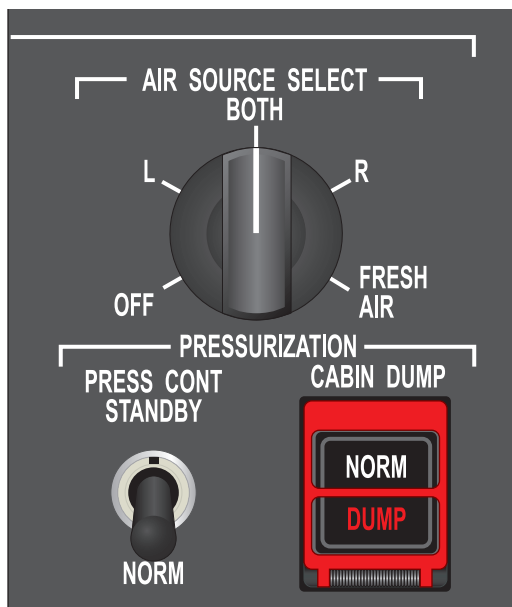 AIR SOURCE SELECT
BOTH
L
R
OFF
FRESH
AIR
PRESSURIZATION
PRESS CONT
STANDBY
NORM
CABIN DUMP
NORM
DUMP